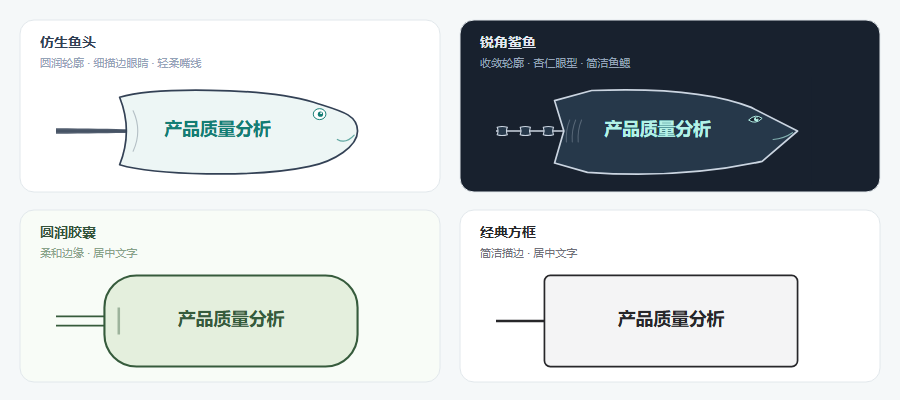 仿生鱼头
圆润轮廓 · 细描边眼睛 · 轻柔嘴线
产品质量分析
锐角鲨鱼
收敛轮廓 · 杏仁眼型 · 简洁鱼鳃
产品质量分析
圆润胶囊
柔和边缘 · 居中文字
产品质量分析
经典方框
简洁描边 · 居中文字
产品质量分析